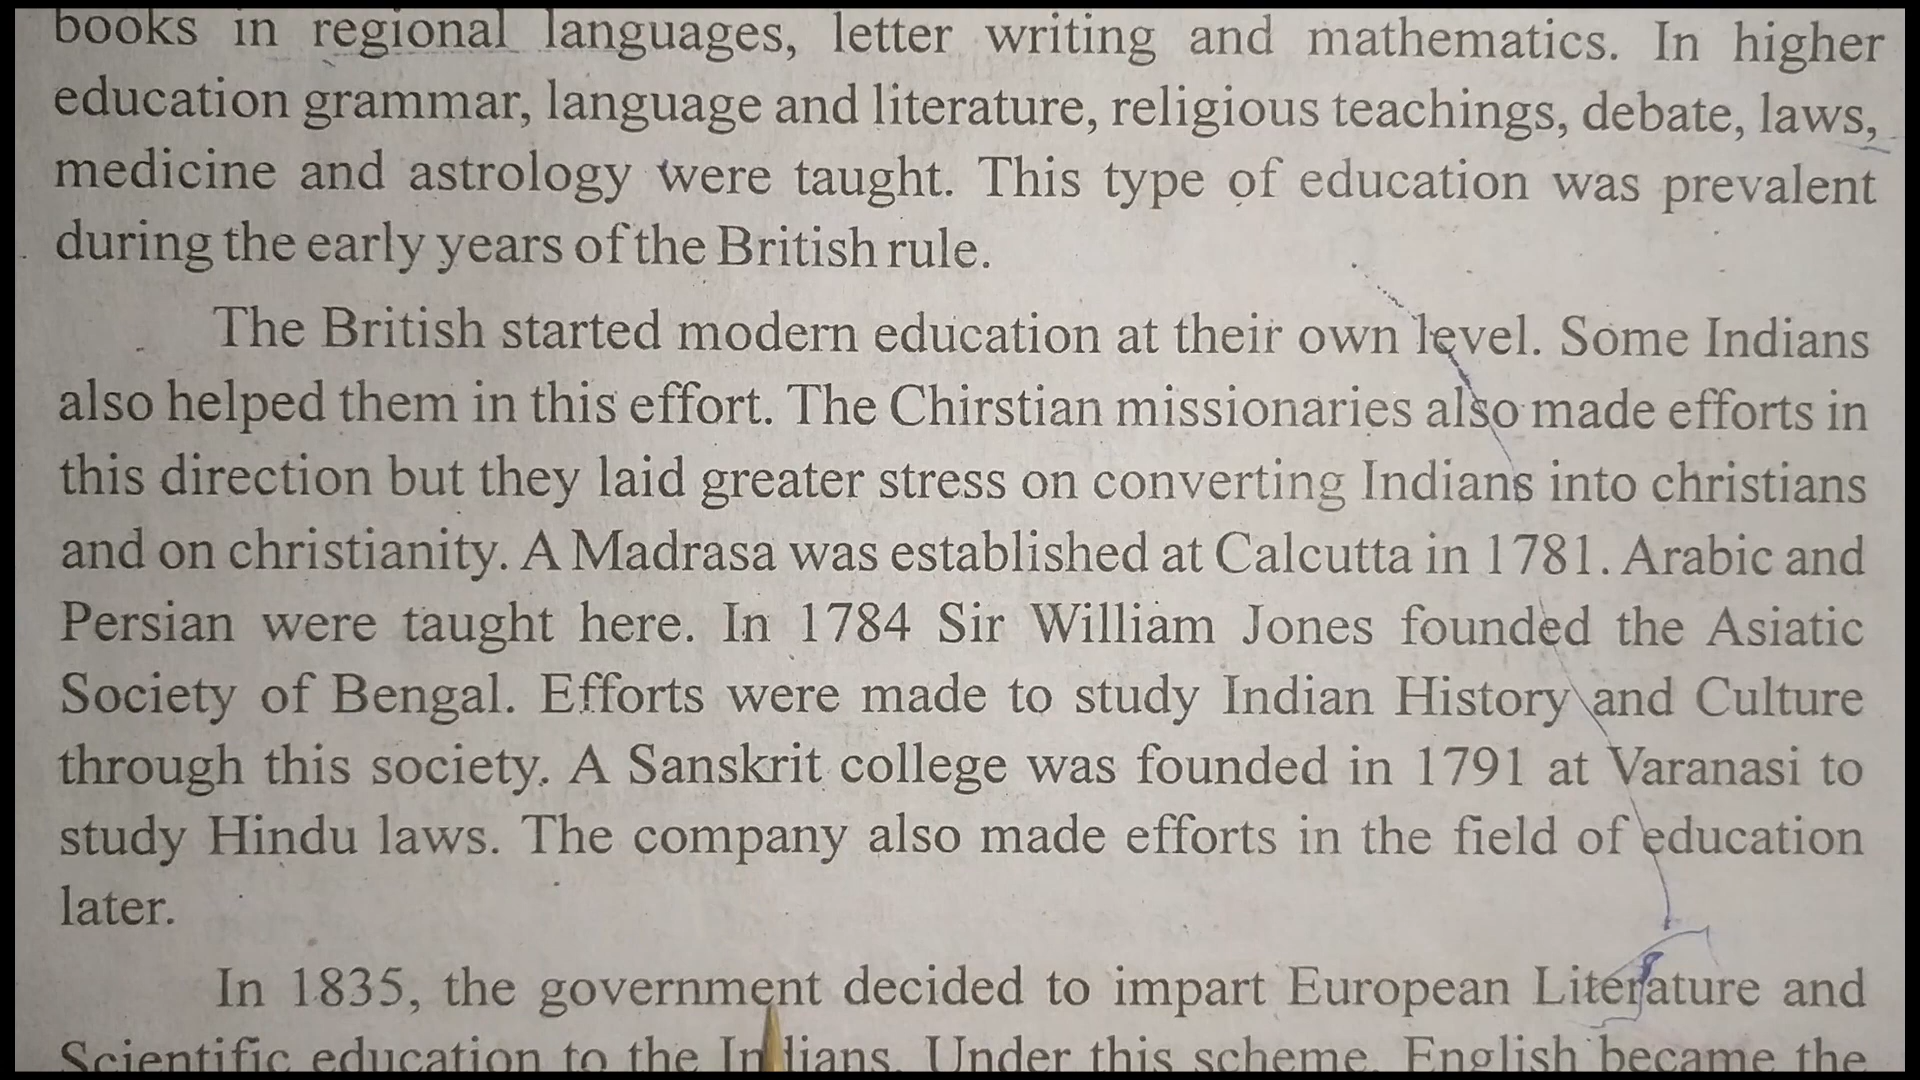 books in regional languages, letter writing and mathematics. In higher
education grammar, language and literature, religious teachings, debate, laws,
medicine and astrology were taught. This type of education was prevalent
during the early years of the British rule.
The British started modern education at their own level. Some Indians
also helped them in this effort. The Chirstian missionaries also made efforts in
this direction but they laid greater stress on converting Indians into christians
and on christianity. A Madrasa was established at Calcutta in 1781. Arabic and
Persian were taught here. In 1784 Sir William Jones founded the Asiatic
Society of Bengal. Efforts were made to study Indian History and Culture
through this society. A Sanskrit college was founded in 1791 at Varanasi to
study Hindu laws. The company also made efforts in the field of education
later.
In 1835, the government decided to impart European Literature and
Scientific education to the Indians. Under this scheme, English became the